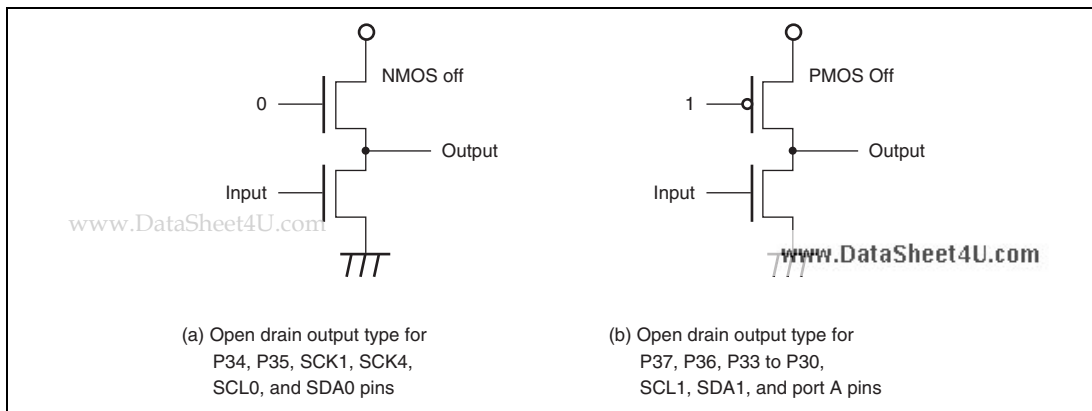 NMOS off
PMOS Off
0
1
Output
Output
Input
Input
www.DataSheet4U.com
www.DataSheet4U.com
(a) Open drain output type for
P34, P35, SCK1, SCK4,
SCL0, and SDA0 pins
(b) Open drain output type for
P37, P36, P33 to P30,
SCL1, SDA1, and port A pins